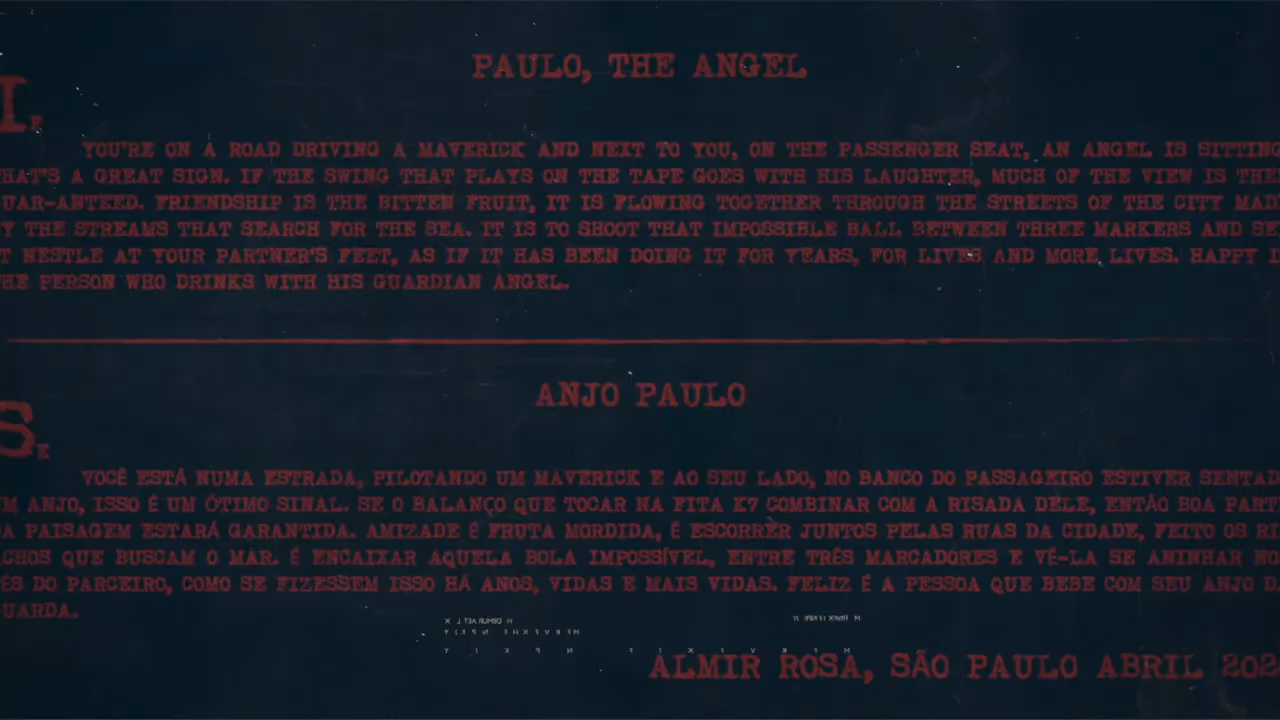 PAULO, THE ANGEL
I,F
YOU'RE ON A ROAD DRIVING A MAVERICK AND NEXT TO YOU, ON THE PASSENGER SEAT, AN ANGEL IS SITTING
HAT'S A GREAT SIGN. IF THE SWING THAT PLAYS ON THE TAPE GOES WITH HIS LAUGHTER, MUCH OF THE VIEW IS THE
UAR-ANTEED. FRIENDSHIP IS THE BITTEN FRUIT, IT IS FLOWING TOGETHER THROUGH THE STREETS OF THE CITY MAD
Y THE STREAMS THAT SEARCH FOR THE SEA. IT IS TO SHOOT THAT IMPOSSIBLE BALL BETWEEN THREE MARKERS AND SE
T NESTLE AT YOUR PARTNER'S FEET, AS IF IT HAS BEEN DOING IT FOR YEARS, FOR LIVES AND MORE LIVES. HAPPY I
HE PERSON WHO DRINKS WITH HIS GUARDIAN ANGEL.
ANJO PAULO
SE
VOCÊ ESTÁ NUMA ESTRADA, PILOTANDO UM MAVERICK E AO SEU LADO, NO BANCO DO PASSAGEIRO ESTIVER SENTAD
M ANJO, ISSO É UM ÓTIMO SINAL. SE O BALANÇO QUE TOCAR NA FITA K7 COMBINAR COM A RISADA DELE, ENTÃO BOA PART
DA PAISAGEM ESTARÁ GARANTIDA. AMIZADE É FRUTA MORDIDA, É ESCORRER JUNTOS PELAS RUAS DA CIDADE, FEITO OS RI
ACHOS QUE BUSCAM O MAR. É ENCAIXAR AQUELA BOLA IMPOSSÍVEL, ENTRE TRÊS MARCADORES E VÊ-LA SE ANINHAR NO
ÉS DO PARCEIRO, COMO SE FIZESSEM ISSO HÁ ANOS, VIDAS E MAIS VIDAS. FELIZ É A PESSOA QUE BEBE COM SEU ANJO D
UARDA.
ALMIR ROSA, SÃO PAULO ABRIL 202